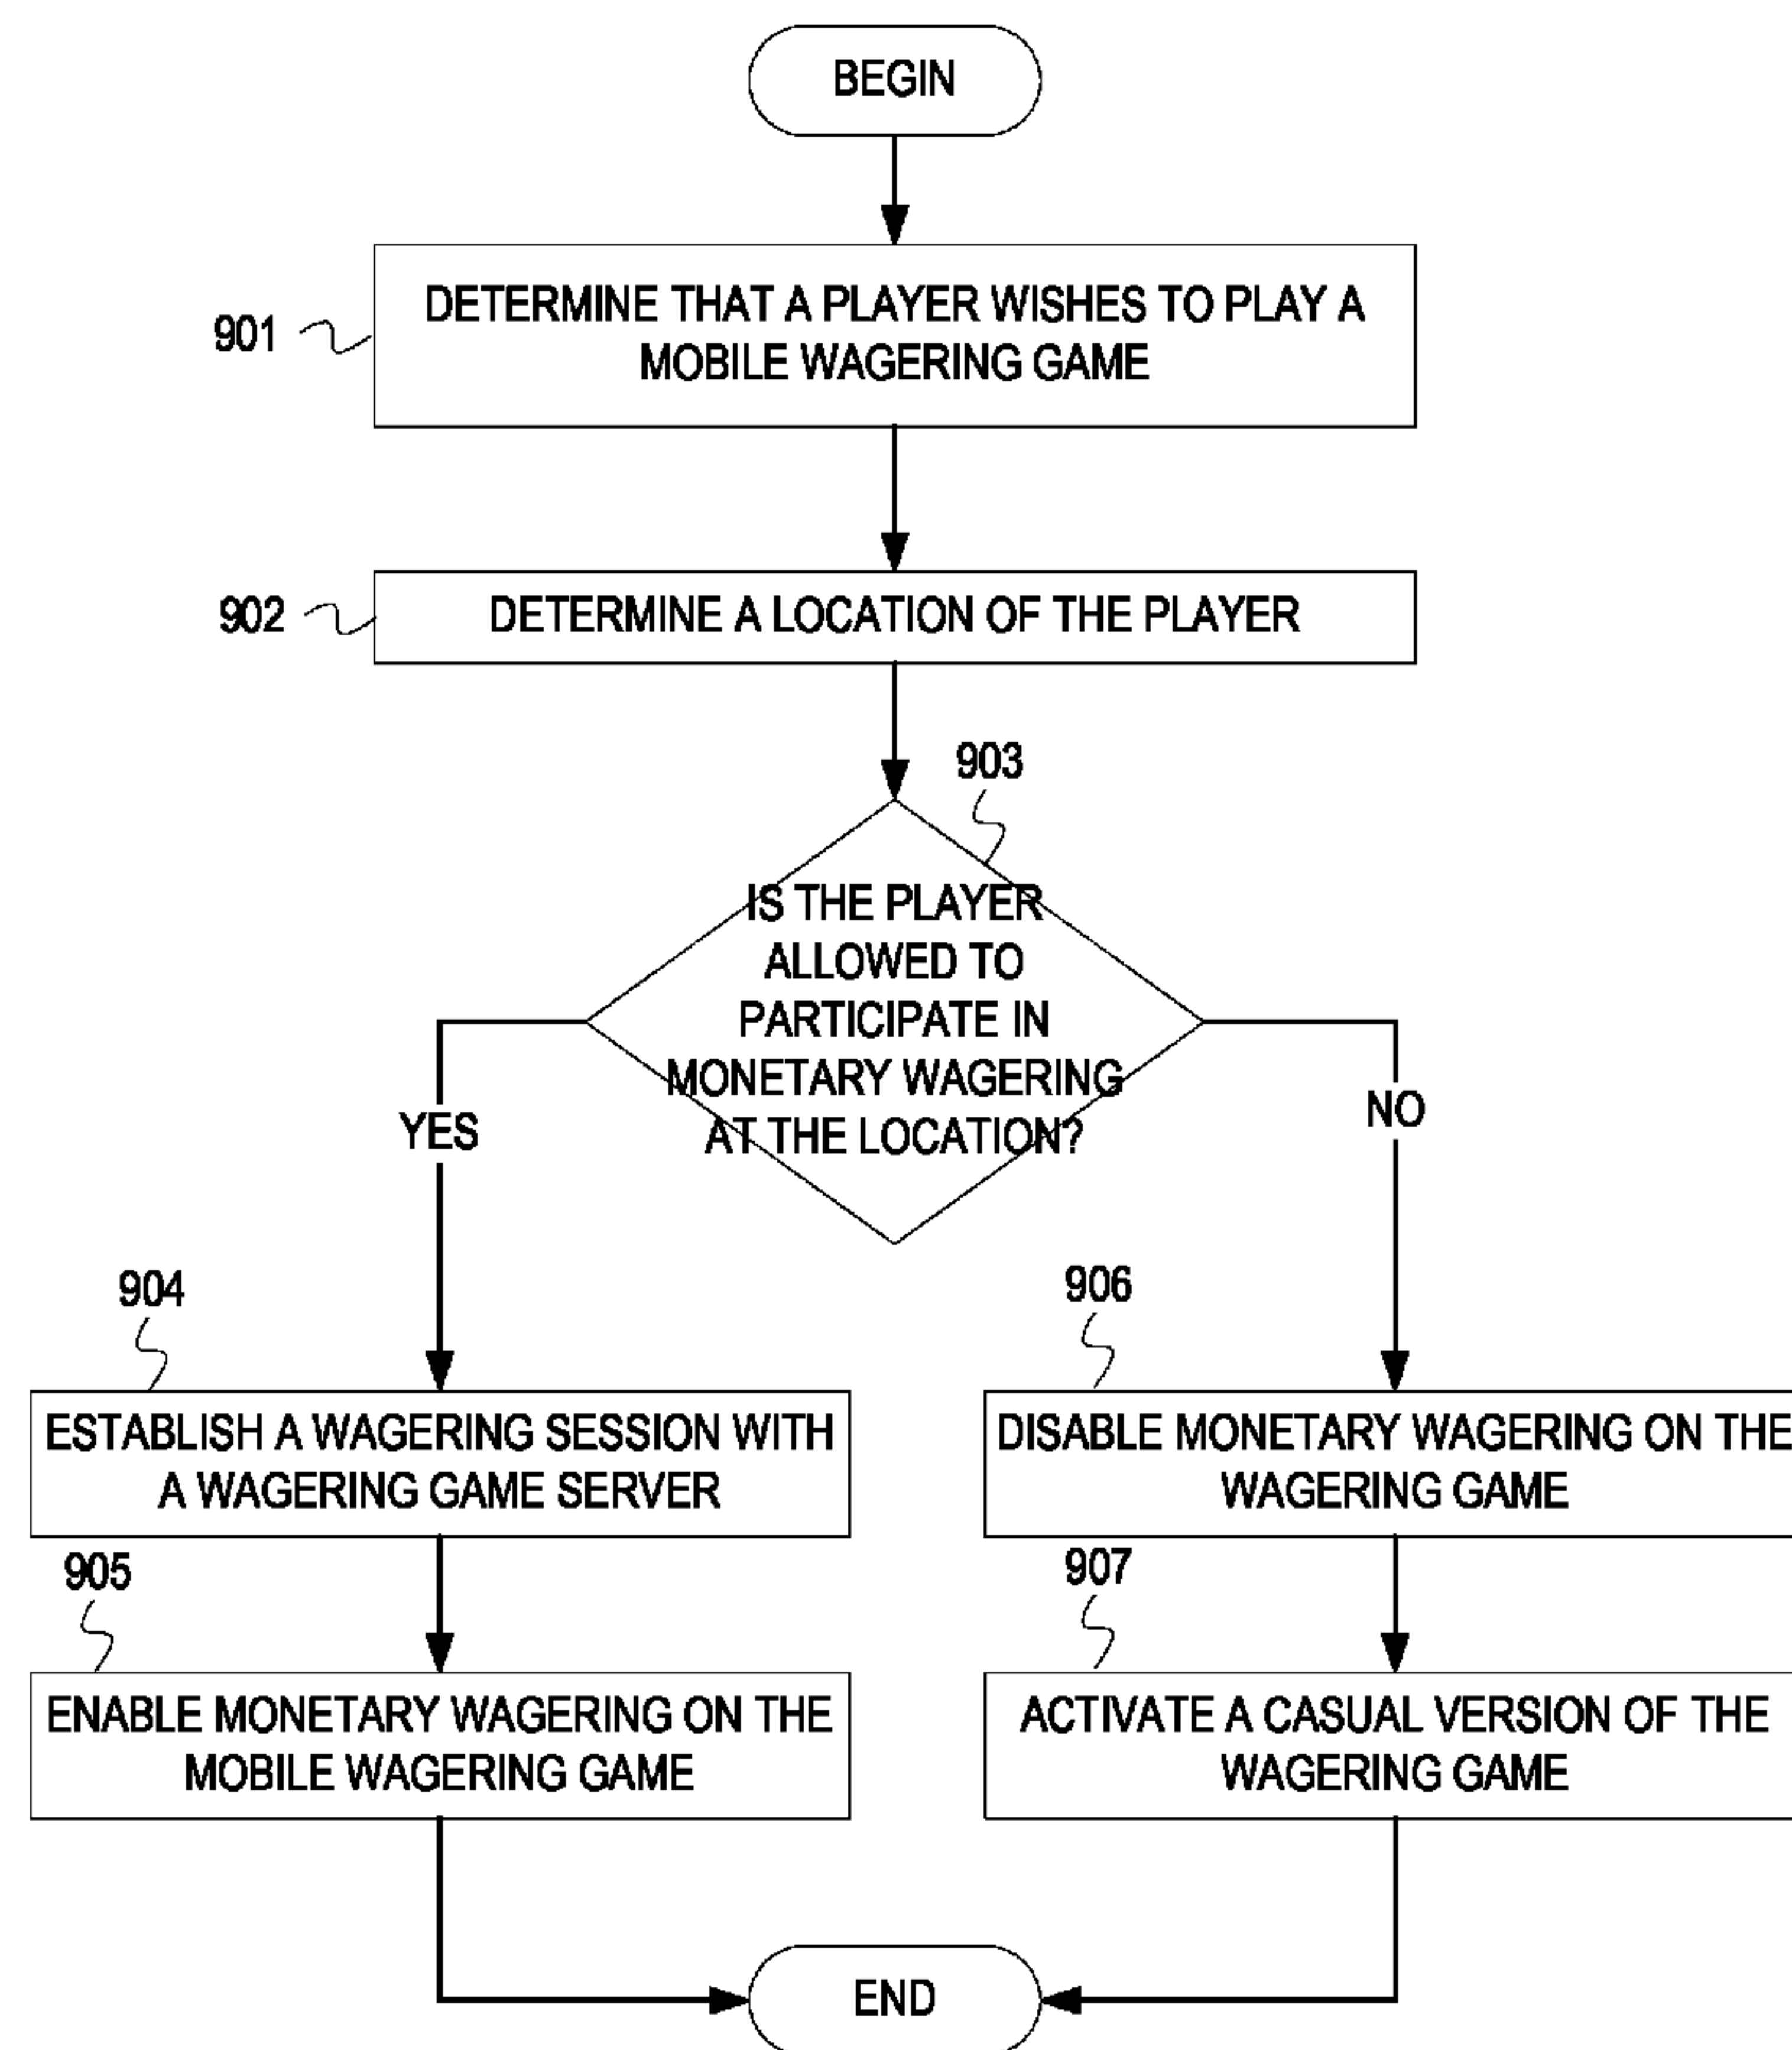 BEGIN
901
DETERMINE THAT A PLAYER WISHES TO PLAY A
MOBILE WAGERING GAME
902
DETERMINE A LOCATION OF THE PLAYER
903
IS THE PLAYER
ALLOWED TO
PARTICIPATE IN
MONETARY WAGERING
AT THE LOCATION?
YES
NO
904
ESTABLISH A WAGERING SESSION WITH
A WAGERING GAME SERVER
905
ENABLE MONETARY WAGERING ON THE
MOBILE WAGERING GAME
906
DISABLE MONETARY WAGERING ON THE
WAGERING GAME
907
ACTIVATE A CASUAL VERSION OF THE
WAGERING GAME
END